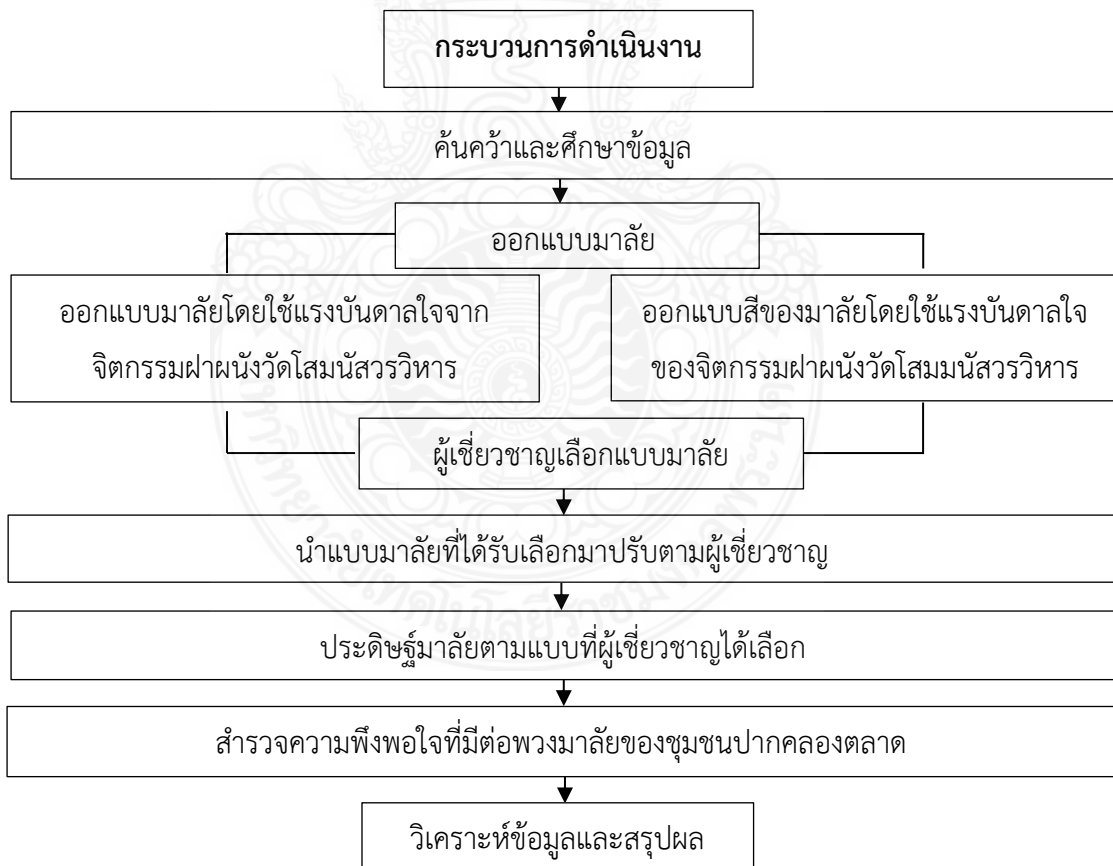 กระบวนการดำเนินงาน
ค้นคว้าและศึกษาข้อมูล
ออกแบบมาลัย
ออกแบบมาลัยโดยใช้แรงบันดาลใจจาก
จิตกรรมฝาผนังวัดโสมนัสวรวิหาร
ออกแบบสีของมาลัยโดยใช้แรงบันดาลใจ
ของจิตกรรมฝาผนังวัดโสมมนัสวรวิหาร
ผู้เชี่ยวชาญเลือกแบบมาลัย
นำแบบมาลัยที่ได้รับเลือกมาปรับตามผู้เชี่ยวชาญ
ประดิษฐ์มาลัยตามแบบที่ผู้เชี่ยวชาญได้เลือก
สำรวจความพึงพอใจที่มีต่อพวงมาลัยของชุมชนปากคลองตลาด
วิเคราะห์ข้อมูลและสรุปผล